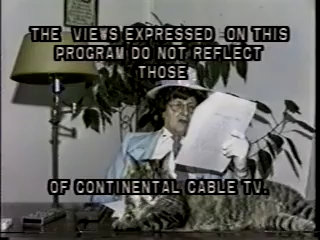 THE VIEWS EXPRESSED ON THIS
PROGRAM DO NOT REFLECT
THOSE
OF CONTINENTAL CABLE TV.